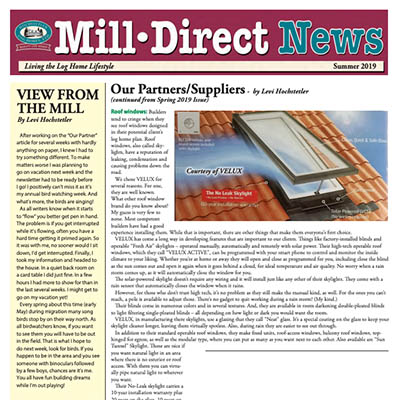 Mill•Direct News
Living the Log Home Lifestyle
Summer 2019
VIEW FROM
THE MILL
By Levi Hochstetler
After working on the "Our Partner"
article for several weeks with hardly
anything on paper, I knew I had to
try something different. To make
matters worse I was planning to
go on vacation next week and the
newsletter had to be ready before
I go! I positively can't miss it as it's
my annual bird watching week. And
what's more, the birds are singing!
As all writers know when it starts
to "flow" you better get pen in hand.
The problem is if you get interrupted
while it's flowing, often you have a
hard time getting it primed again. So
it was with me, no sooner would I sit
down, I'd get interrupted. Finally, I
took my information and headed to
the house. In a quiet back room on
a card table I did just fine. In a few
hours I had more to show for than in
the last several weeks. I might get to
go on my vacation yet!
Every spring about this time (early
May) during migration many song
birds stop by on their way north. As
all birdwatchers know, if you want
to see them you will have to be out
in the field. That is what I hope to
do next week, look for birds. If you
happen to be in the area and you see
someone with binoculars followed
by a few boys, chances are it's me.
You all have fun building dreams
while I'm out playing!
Our Partners/Suppliers - by Levi Hochstetler
(continued from Spring 2019 Issue)
Roof windows: Builders
tend to cringe when they
see roof windows designed
in their potential client's
log home plan. Roof
windows, also called sky-
lights, have a reputation of
leaking, condensation and
causing problems down the
road.
We chose VELUX for
several reasons. For one,
they are well known.
What other roof window
brand do you know about?
My guess is very few to
none. Most component
builders have had a good
experience installing them. While that is important, there are other things that make them everyone's first choice.
VELUX has come a long way in developing features that are important to our clients. Things like factory-installed blinds and
operable "Fresh Air" skylights - operated manually, automatically and remotely with solar power. Their high-tech operable roof
window, which they call "VELUX ACTIVE", can be programmed with your smart phone to control and monitor the inside
climate to your liking. Whether you're at home or away they will open and close as programmed for you, including close the blind
as the sun comes out and open it again when it goes behind a cloud, for ideal temperature and air quality. No worry when a rain
storm comes up, as it will automatically close the window for you.
The solar-powered skylight doesn't require any wiring and it will install just like any other of their skylights. They comes with a
rain sensor that automatically closes the window when it rains.
However, for those who don't trust high tech, it's no problem as they will make the manual kind, as well. For the ones you can't
reach, a pole is available to adjust them. There's no gadget to quit working during a rain storm! (My kind.)
Their blinds come in numerous colors and in several textures. And, they are available in room darkening double-pleated blinds
to light filtering single-pleated blinds - all depending on how light or dark you would want the room.
VELUX, in manufacturing their skylights, use a glazing that they call "Neat" glass. It's a special coating on the glass to keep your
skylight cleaner longer, leaving them virtually spotless. Also, during rain they are easier to see out through.
In addition to their standard operable roof windows, they make fixed units, roof access windows, balcony windows, top-
hinged for egress, as well as the modular type, when you can put as many as you want next to each other. Also available are "Sun
Tunnel" Skylights. These are nice if
you want natural light in an area
where there is no exterior or roof
access. With them you can virtu-
ally pipe natural light to wherever
you want.
Their No-Leak skylights carry a
10-year installation warranty plus
Courtesy of VELUX
The No Leak Skylight